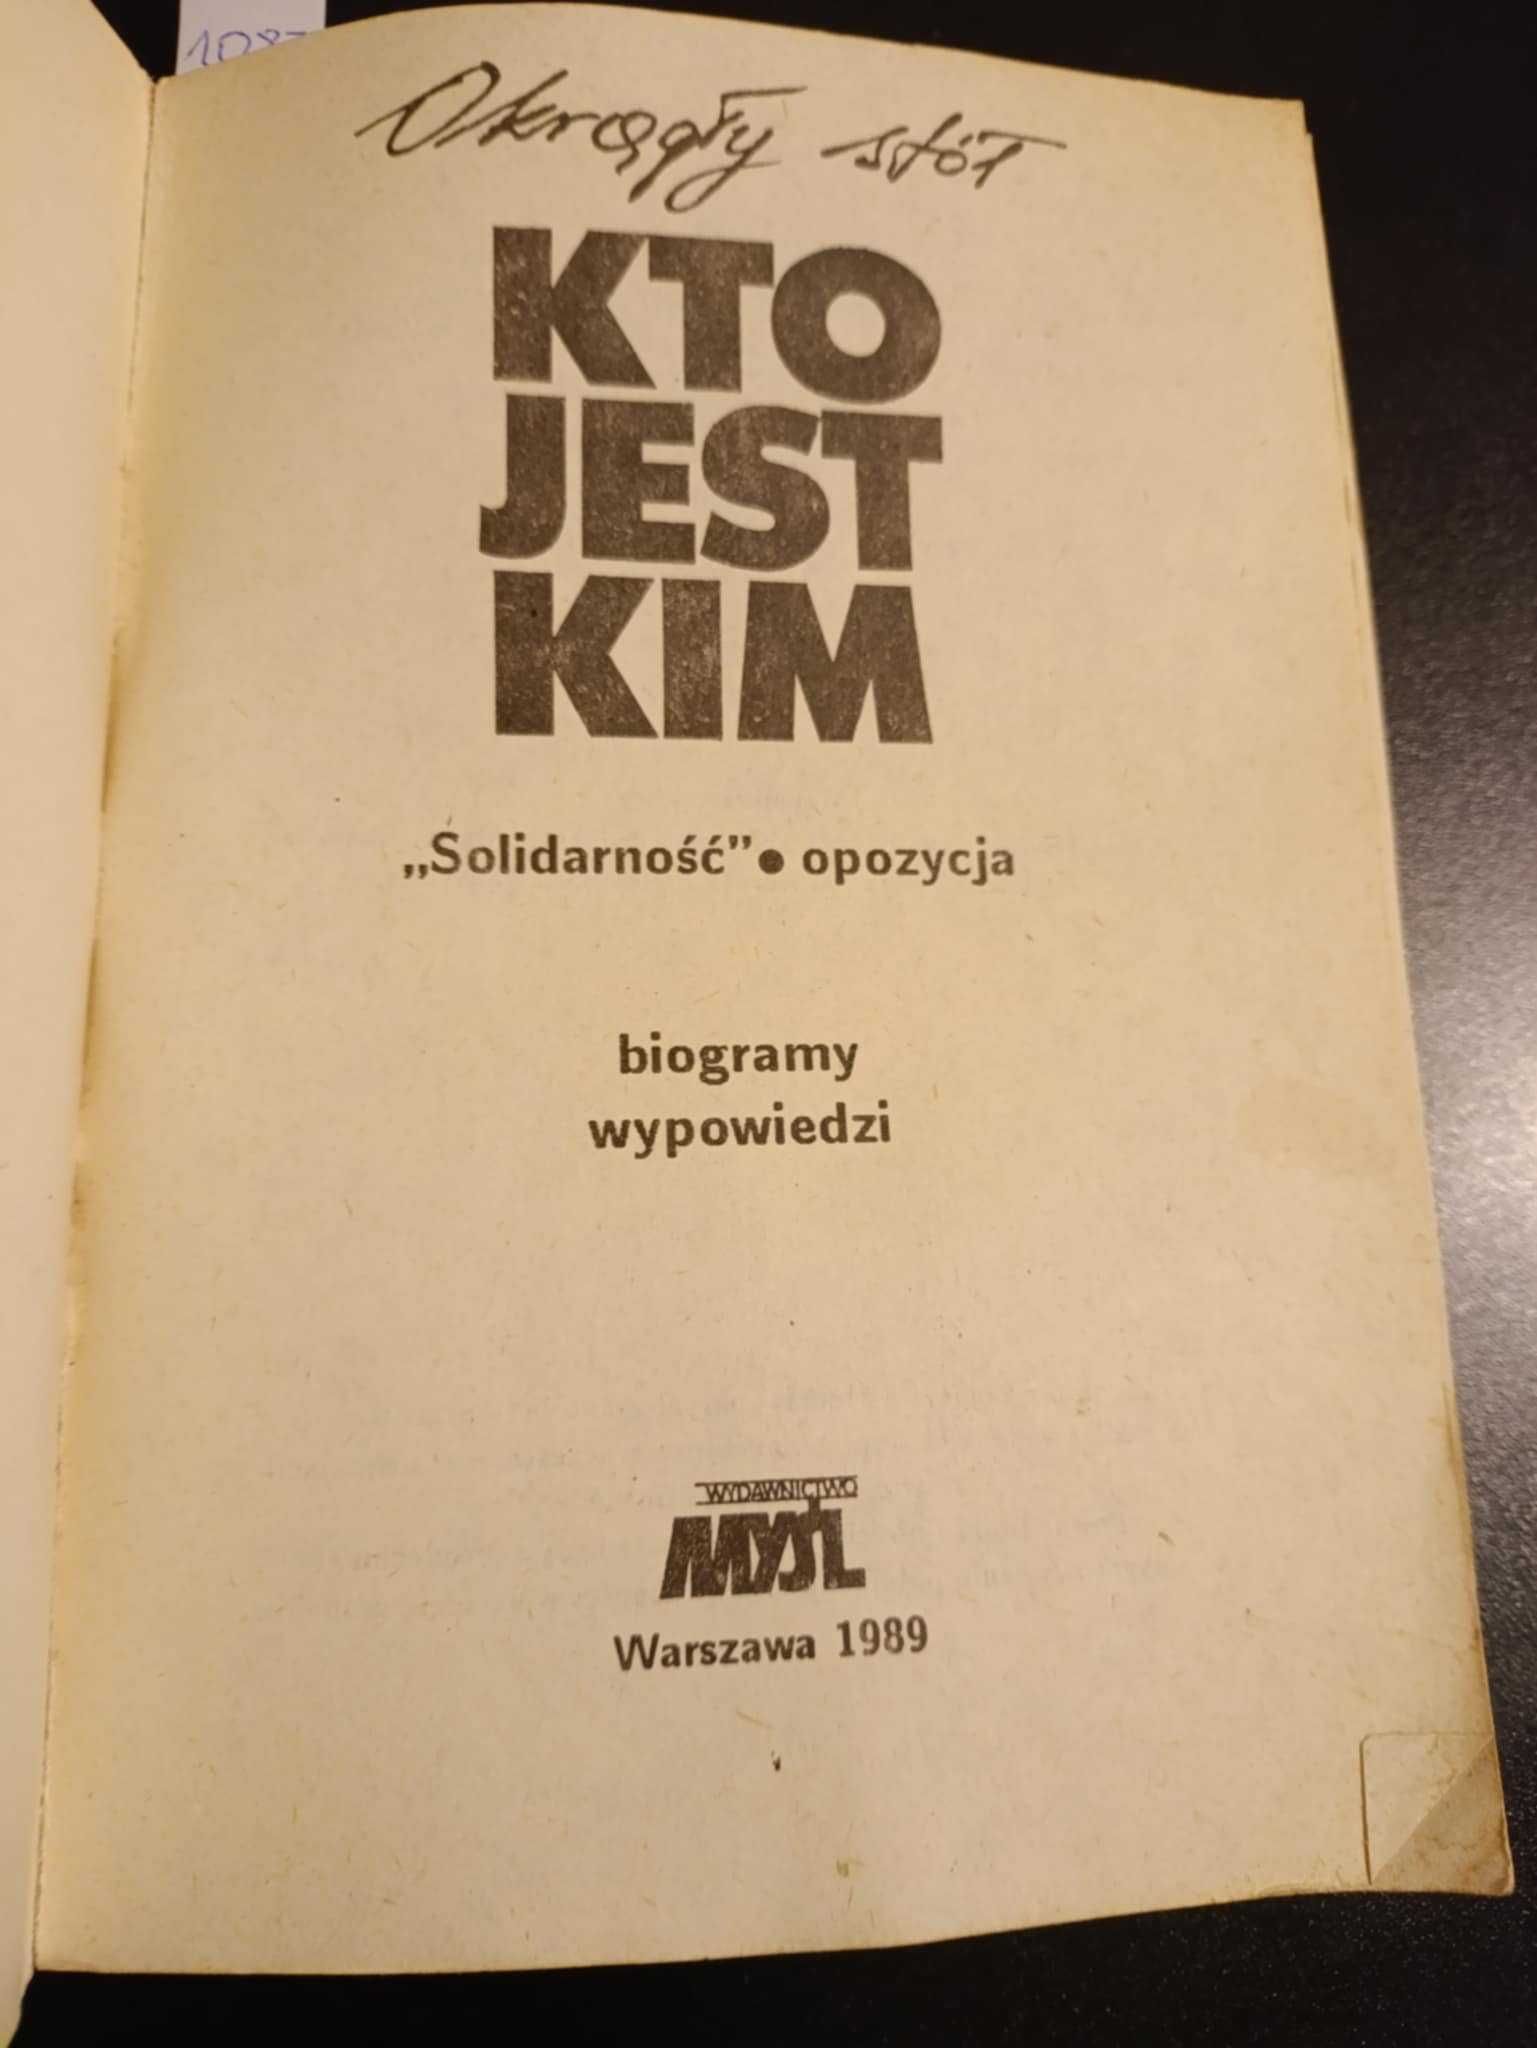 Okrągły stół
KTO
JEST
KIM
„Solidarność” ● opozycja
biogramy
wypowiedzi
WYDAWNICTWO
MYŚL
Warszawa 1989